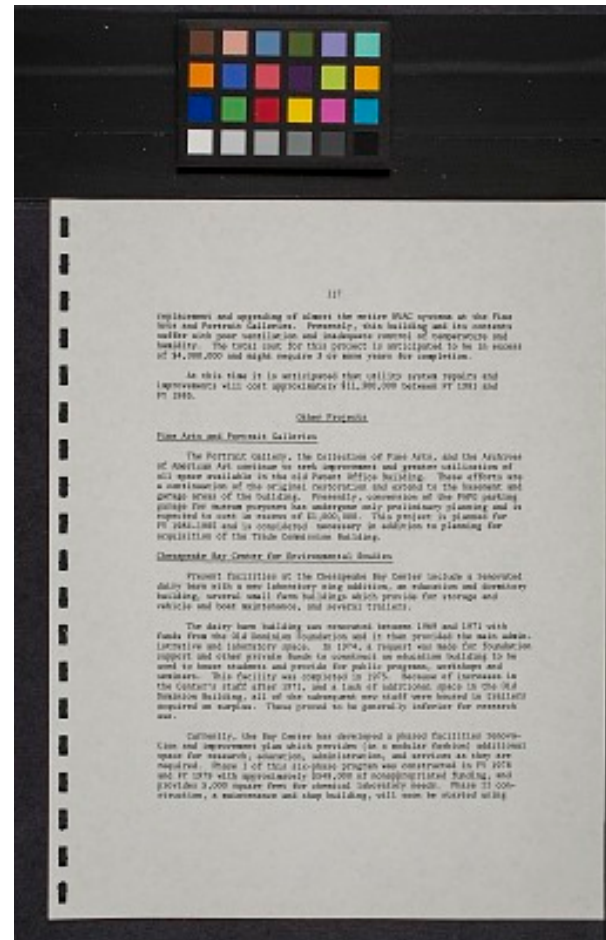 replacement and upgrading of almost the entire HVAC systems at the Fine
Arts and Portrait Galleries. Presently, this building and its contents
suffer with poor ventilation and inadequate control of temperature and
humidity. The total cost for this project is anticipated to be in excess
of $4,000,000 and might require 3 or more years for completion.
At this time it is anticipated that utility system repairs and
improvements will cost approximately between FY 1981 and
FY
Other Projects
Fine Arts and Portrait Galleries
The Portrait Gallery, the Collection of Fine Arts, and the Archives
of American Art continue to seek improvement and greater utilization of
all space available in the old Patent Office Building. These efforts are
a continuation of the original restoration and extend to the basement and
garage areas of the building. Presently, conversion of the parking
garage for museum purposes has undergone only preliminary planning and is
expected to cost in excess of This project is planned for
FY and is considered necessary in addition to planning for
acquisition of the Trade Commission Building.
Chesapeake Bay Center for Environmental Studies
Present facilities at the Chesapeake Bay Center include a renovated
dairy barn with a new laboratory wing addition, an education and dormitory
building, several small farm buildings which provide for storage and
vehicle and boat maintenance, and several trailers.
The dairy barn building was renovated between 1969 and 1971 with
funds from the Old Dominion Foundation and it then provided the main admin-
istrative and laboratory space. In 1974, a request was made for foundation
support and other private funds to construct an education building to be
used to house students and provide for public programs, workshops and
seminars. This facility was completed in 1975. Because of increases in
the Center's staff after 1971, and a lack of additional space in the Old
Dominion Building, all of the subsequent new staff were housed in trailers
acquired on surplus. These proved to be generally inferior for research
use.
Currently, the Bay Center has developed a phased facilities renova-
tion and improvement plan which provides (in a modular fashion) additional
space for research, education, administration, and services as they are
required. Phase I of this six-phase program was constructed in FY 1978
and FY 1979 with approximately of nonappropriated funding, and
provides square feet for chemical laboratory needs. Phase II con-
struction, a maintenance and shop building, will soon be started using